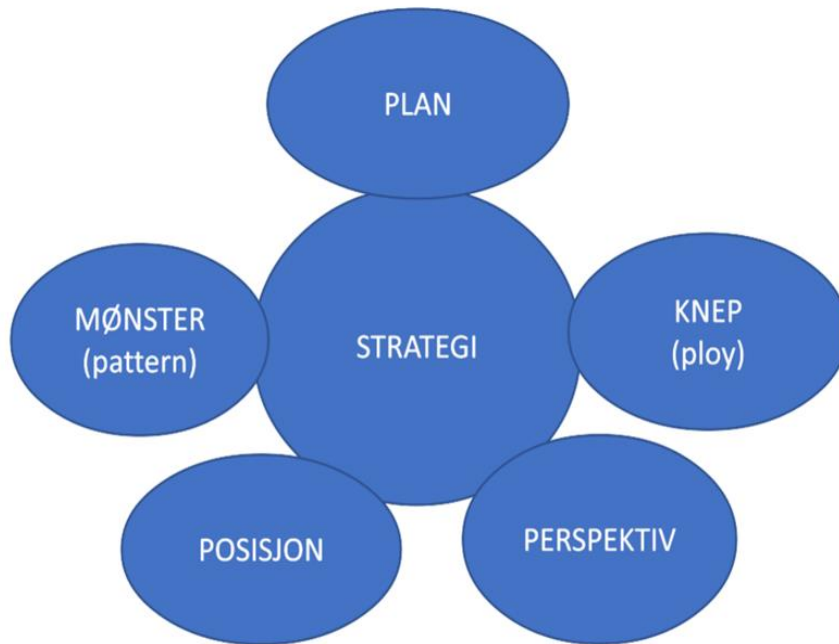 PLAN
MØNSTER
(pattern)
STRATEGI
KNEP
(ploy)
POSISJON
PERSPEKTIV